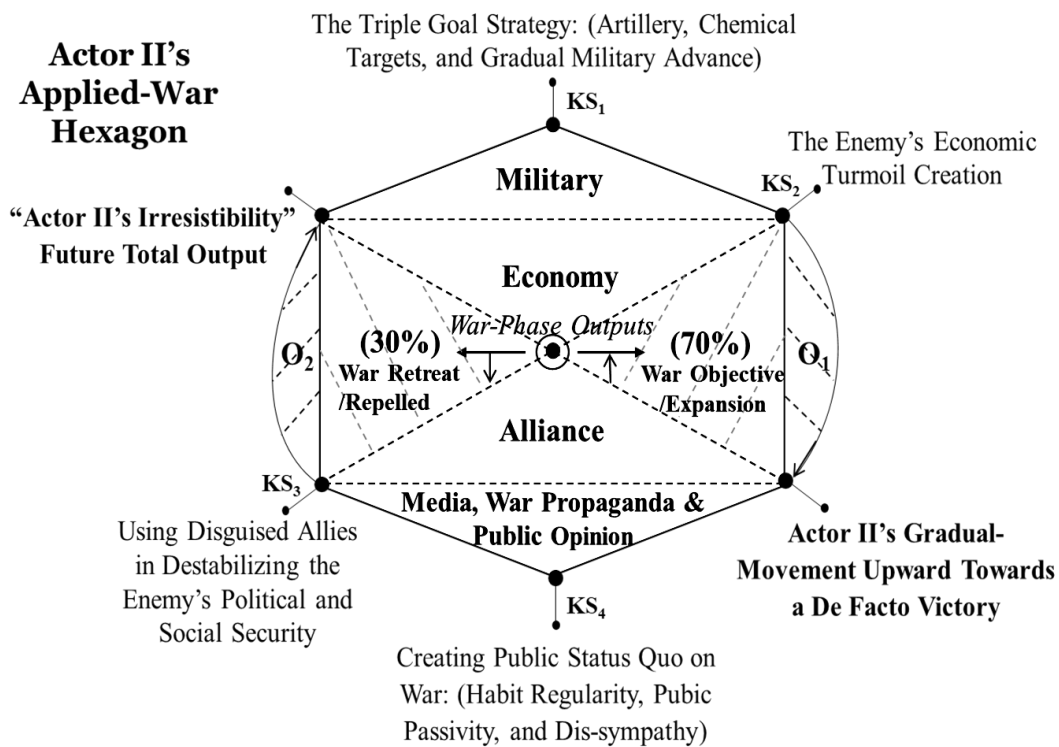 The Triple Goal Strategy: (Artillery, Chemical
Targets, and Gradual Military Advance)
Actor II’s
Applied-War
Hexagon
KS1
The Enemy’s Economic
Turmoil Creation
KS2
Military
“Actor II’s Irresistibility”
Future Total Output
Economy
War-Phase Outputs
(30%)
War Retreat
/Repelled
(70%)
War Objective
/Expansion
O2
O1
Alliance
KS3
Media, War Propaganda &
Public Opinion
Using Disguised Allies
in Destabilizing the
Enemy’s Political and
Social Security
Actor II’s Gradual-
Movement Upward Towards
a De Facto Victory
KS4
Creating Public Status Quo on
War: (Habit Regularity, Pubic
Passivity, and Dis-sympathy)